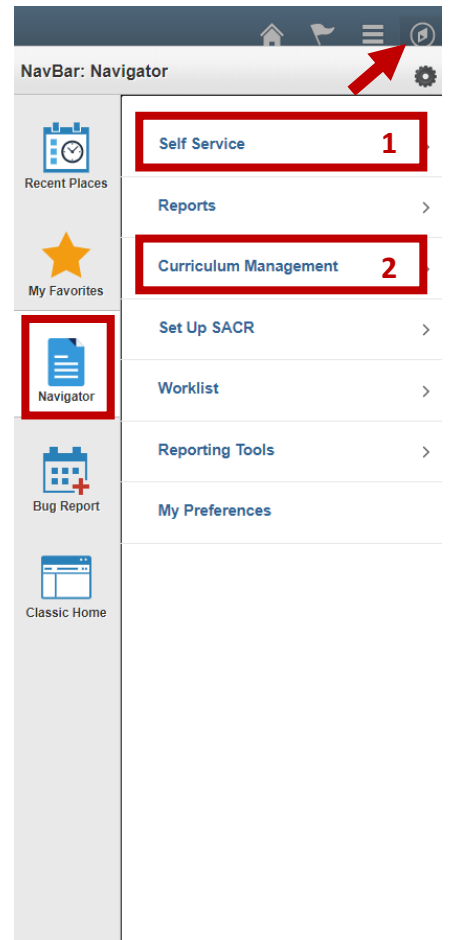 NavBar: Navigator
Recent Places
My Favorites
Navigator
Bug Report
Classic Home
Self Service 1
Reports
Curriculum Management 2
Set Up SACR
Worklist
Reporting Tools
My Preferences